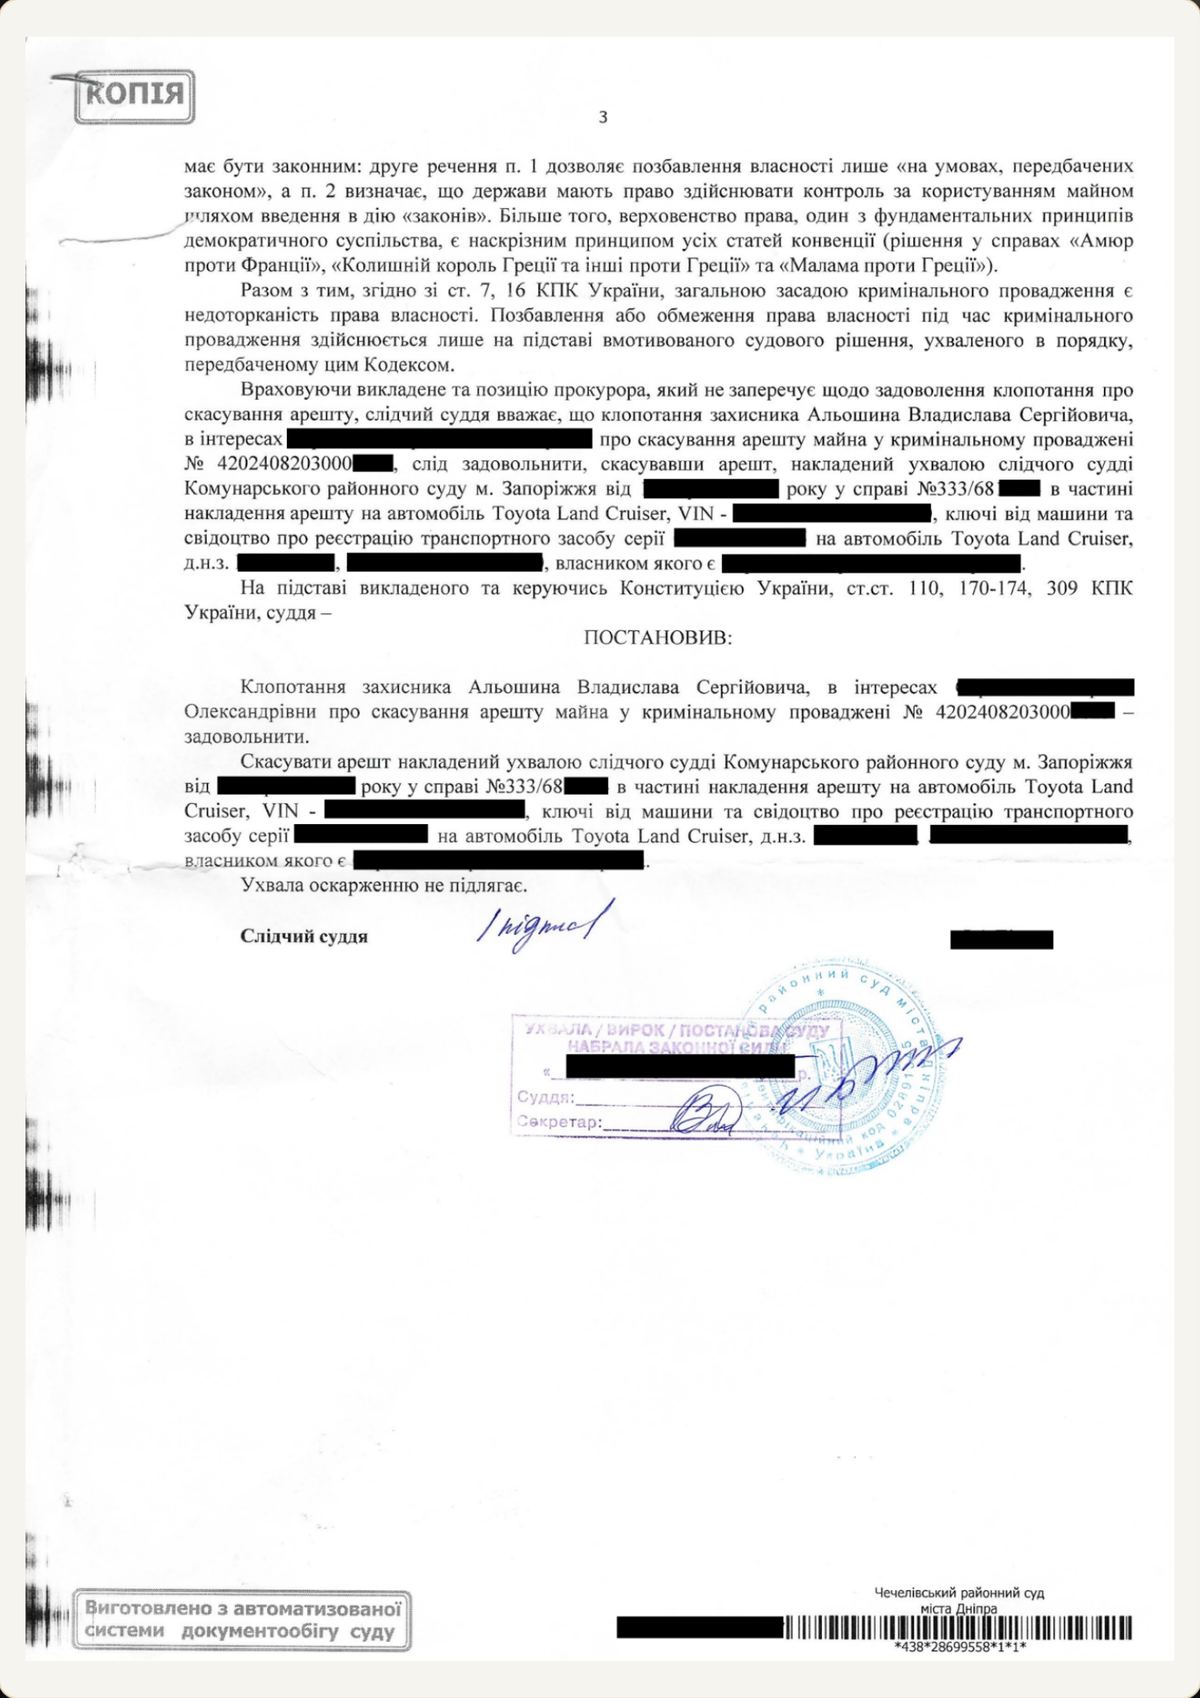 КОПІЯ
3
має бути законним: друге речення п. 1 дозволяє позбавлення власності лише «на умовах, передбачених
законом», а п. 2 визначає, що держави мають право здійснювати контроль за користуванням майном
шляхом введення в дію «законів». Більше того, верховенство права, один з фундаментальних принципів
демократичного суспільства, є наскрізним принципом усіх статей конвенції (рішення у справах «Амюр
проти Франції», «Колишній король Греції та інші проти Греції» та «Малама проти Греції»).
Разом з тим, згідно зі ст. 7, 16 КПК України, загальною засадою кримінального провадження є
недоторканість права власності. Позбавлення або обмеження права власності під час кримінального
провадження здійснюється лише на підставі вмотивованого судового рішення, ухваленого в порядку,
передбаченому цим Кодексом.
Враховуючи викладене та позицію прокурора, який не заперечує щодо задоволення клопотання про
скасування арешту, слідчий суддя вважає, що клопотання захисника Альошина Владислава Сергійовича,
в інтересах про скасування арешту майна у кримінальному провадженні
№ 4202408203000 , слід задовольнити, скасувавши арешт, накладений ухвалою слідчого судді
Комунарського районного суду м. Запоріжжя від року у справі №333/68 в частині
накладення арешту на автомобіль Toyota Land Cruiser, VIN - , ключі від машини та
свідоцтво про реєстрацію транспортного засобу серії на автомобіль Toyota Land Cruiser,
д.н.з. , , власником якого є .
На підставі викладеного та керуючись Конституцією України, ст.ст. 110, 170-174, 309 КПК
України, суддя –
ПОСТАНОВИВ:
Клопотання захисника Альошина Владислава Сергійовича, в інтересах
Олександрівни про скасування арешту майна у кримінальному провадженні № 4202408203000 –
задовольнити.
Скасувати арешт накладений ухвалою слідчого судді Комунарського районного суду м. Запоріжжя
від року у справі №333/68 в частині накладення арешту на автомобіль Toyota Land
Cruiser, VIN - , ключі від машини та свідоцтво про реєстрацію транспортного
засобу серії на автомобіль Toyota Land Cruiser, д.н.з. , ,
власником якого є .
Ухвала оскарженню не підлягає.
Слідчий суддя /підпис/
районний суд міста Дніпра
УХВАЛА / ВИРОК / ПОСТАНОВА СУДУ
НАБРАЛА ЗАКОННОЇ СИЛИ
« р.
Суддя:
Секретар:
Україна
Виготовлено з автоматизованої
системи документообігу суду
Чечелівський районний суд
міста Дніпра
*438*28699558*1*1*